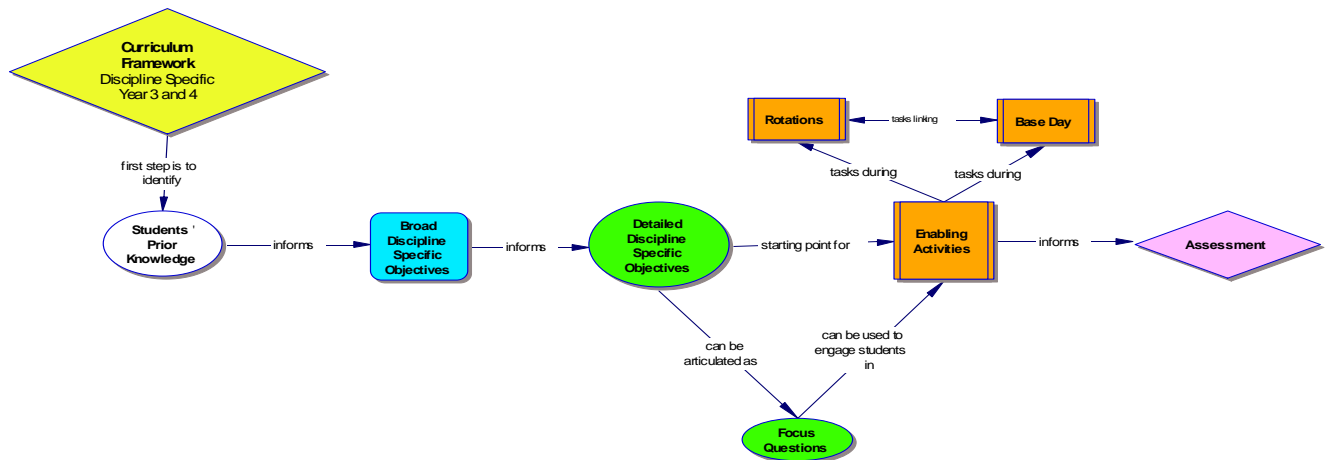 Curriculum
Framework
Discipline Specific
Year 3 and 4
first step is to
identify
Students '
Prior
Knowledge
informs
Broad
Discipline
Specific
Objectives
informs
Detailed
Discipline
Specific
Objectives
starting point for
can be
articulated as
Focus
Questions
can be used to
engage students
in
Enabling
Activities
tasks during
tasks during
Rotations
tasks linking
Base Day
informs
Assessment